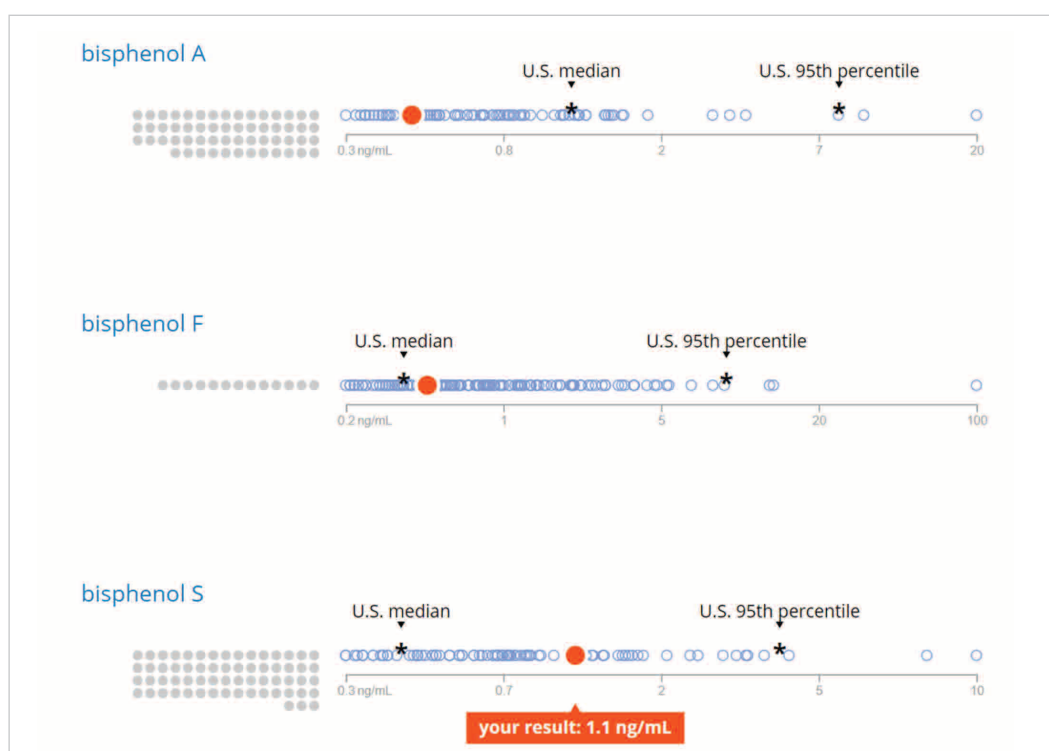 bisphenol A
U.S. median U.S. 95th percentile
* *
0.3 ng/mL 0.8 2 7 20
bisphenol F
U.S. median U.S. 95th percentile
* *
0.2 ng/mL 1 5 20 100
bisphenol S
U.S. median U.S. 95th percentile
* *
0.3 ng/mL 0.7 2 5 10
your result: 1.1 ng/mL